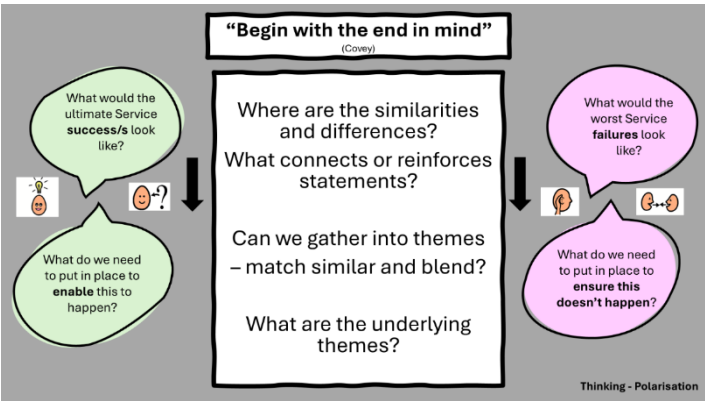 “Begin with the end in mind”
(Covey)
What would the
ultimate Service
success/s look
like?
What do we need
to put in place to
enable this to
happen?
Where are the similarities
and differences?
What connects or reinforces
statements?
Can we gather into themes
– match similar and blend?
What are the underlying
themes?
What would the
worst Service
failures look
like?
What do we need
to put in place to
ensure this
doesn’t happen?
Thinking - Polarisation